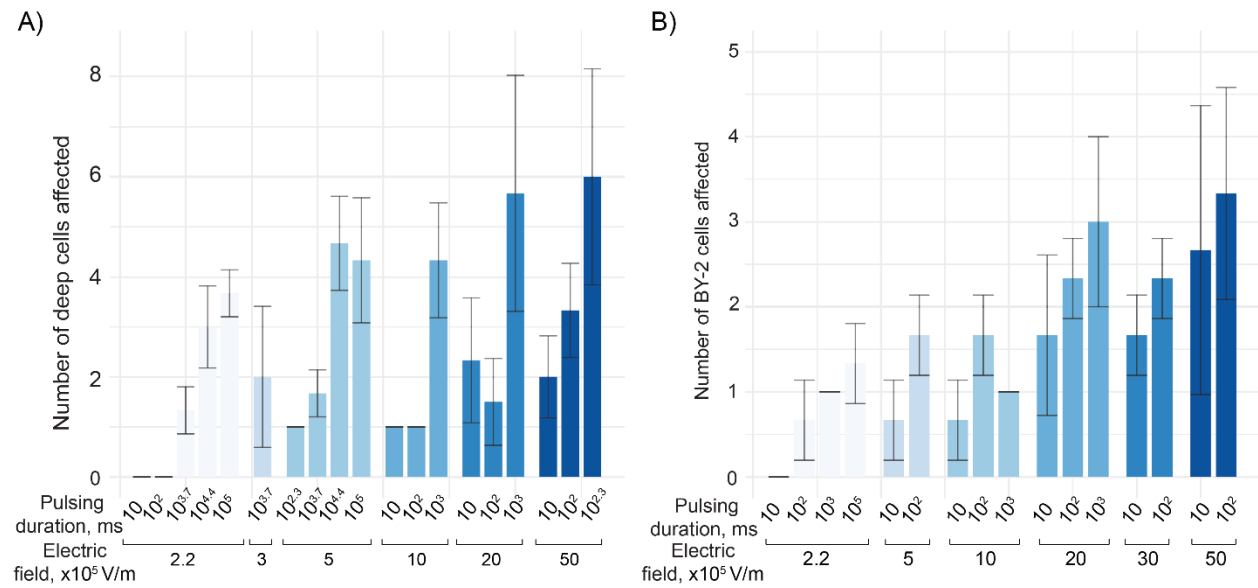 A)
Number of deep cells affected
8
6
4
2
0
Pulsing duration, ms
10 10² 10³·⁷ 10⁴·⁴ 10⁵ 10³·⁷ 10²·³ 10³·⁷ 10⁴·⁴ 10⁵ 10 10² 10³ 10 10² 10³ 10 10² 10²·³
Electric field, x10⁵ V/m
2.2 3 5 10 20 50
B)
Number of BY-2 cells affected
5
4
3
2
1
0
Pulsing duration, ms
10 10² 10³ 10⁵ 10 10² 10 10² 10³ 10 10² 10³ 10 10² 10 10²
Electric field, x10⁵ V/m
2.2 5 10 20 30 50